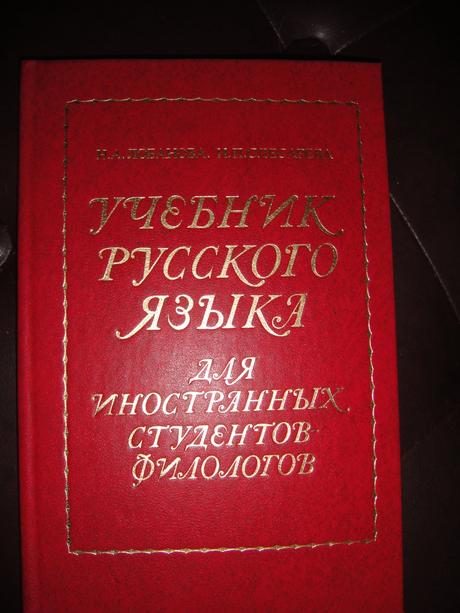 Н. А. ЛОБАНОВА, И. П. СЛЕСАРЕВА
УЧЕБНИК
РУССКОГО
ЯЗЫКА
ДЛЯ
ИНОСТРАННЫХ
СТУДЕНТОВ-
ФИЛОЛОГОВ